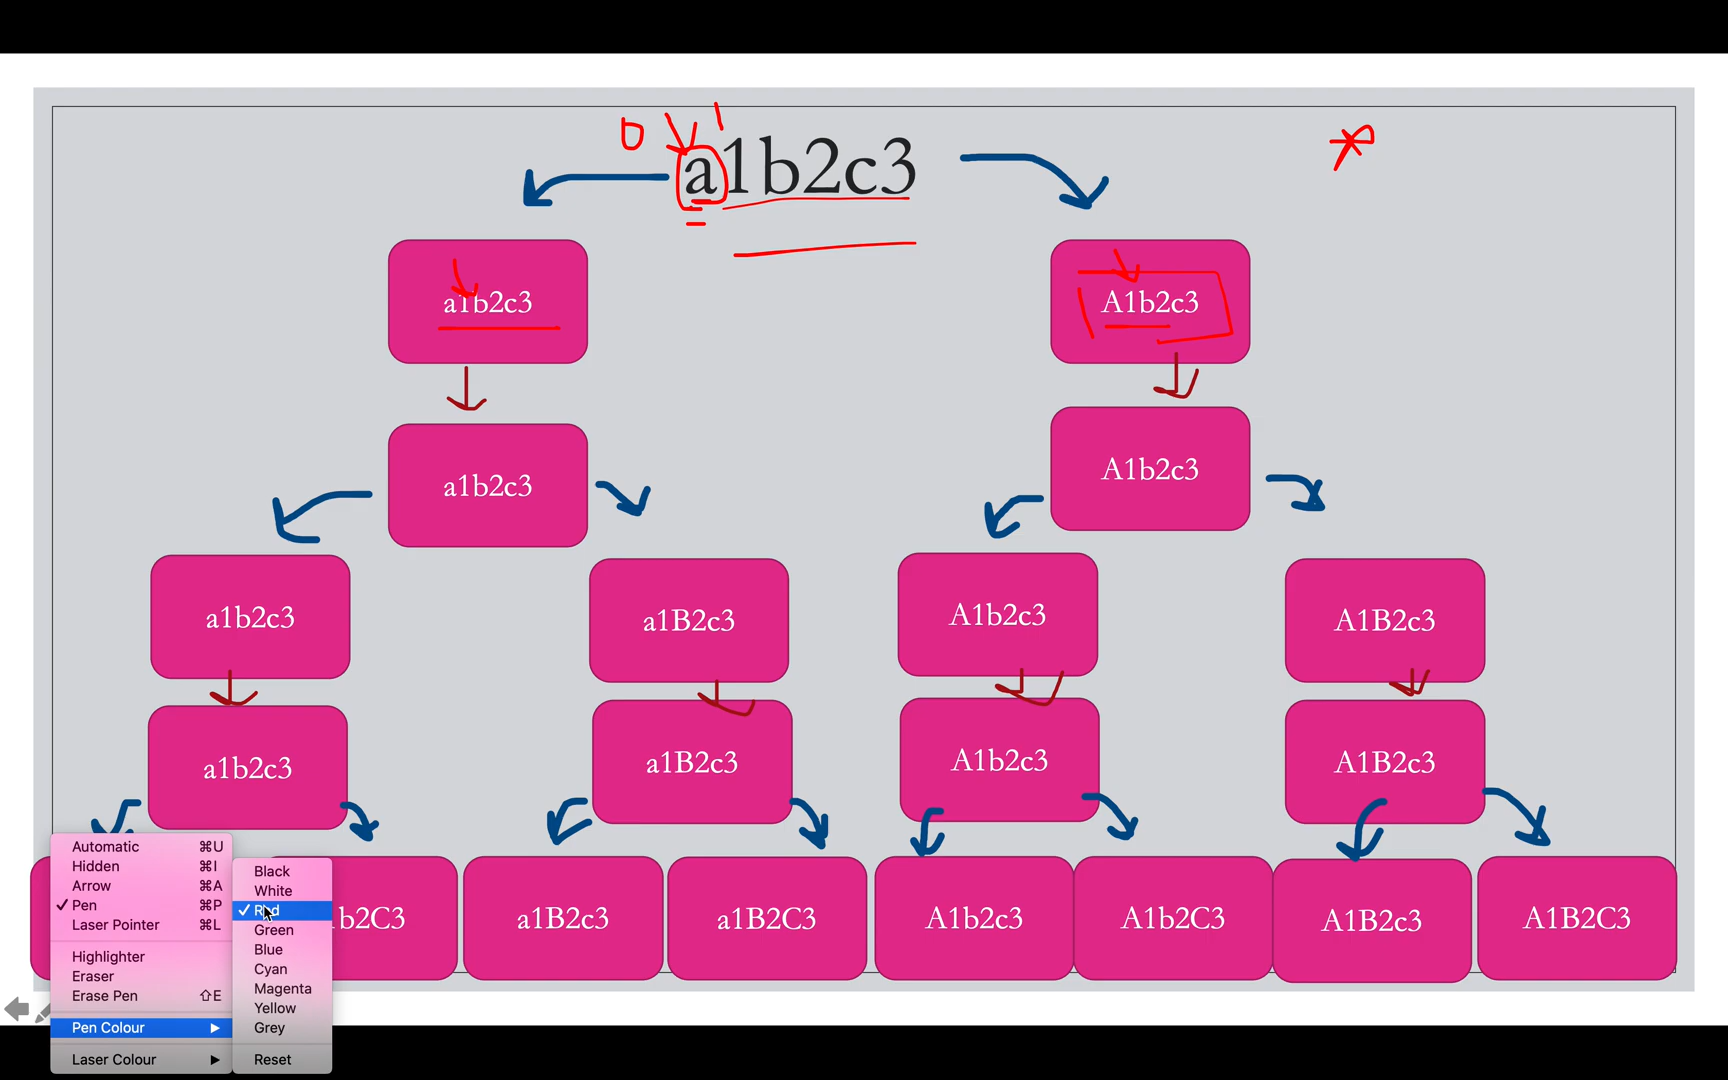 0 1
a1b2c3
a1b2c3
A1b2c3
a1b2c3
A1b2c3
a1b2c3
a1B2c3
A1b2c3
A1B2c3
a1b2c3
a1B2c3
A1b2c3
A1B2c3
b2C3
a1B2c3
a1B2C3
A1b2c3
A1b2C3
A1B2c3
A1B2C3
Automatic ⌘U
Hidden ⌘I
Arrow ⌘A
✓ Pen ⌘P
Laser Pointer ⌘L
Highlighter
Eraser
Erase Pen ⇧E
Pen Colour ▶
Laser Colour ▶
Black
White
✓ Red
Green
Blue
Cyan
Magenta
Yellow
Grey
Reset